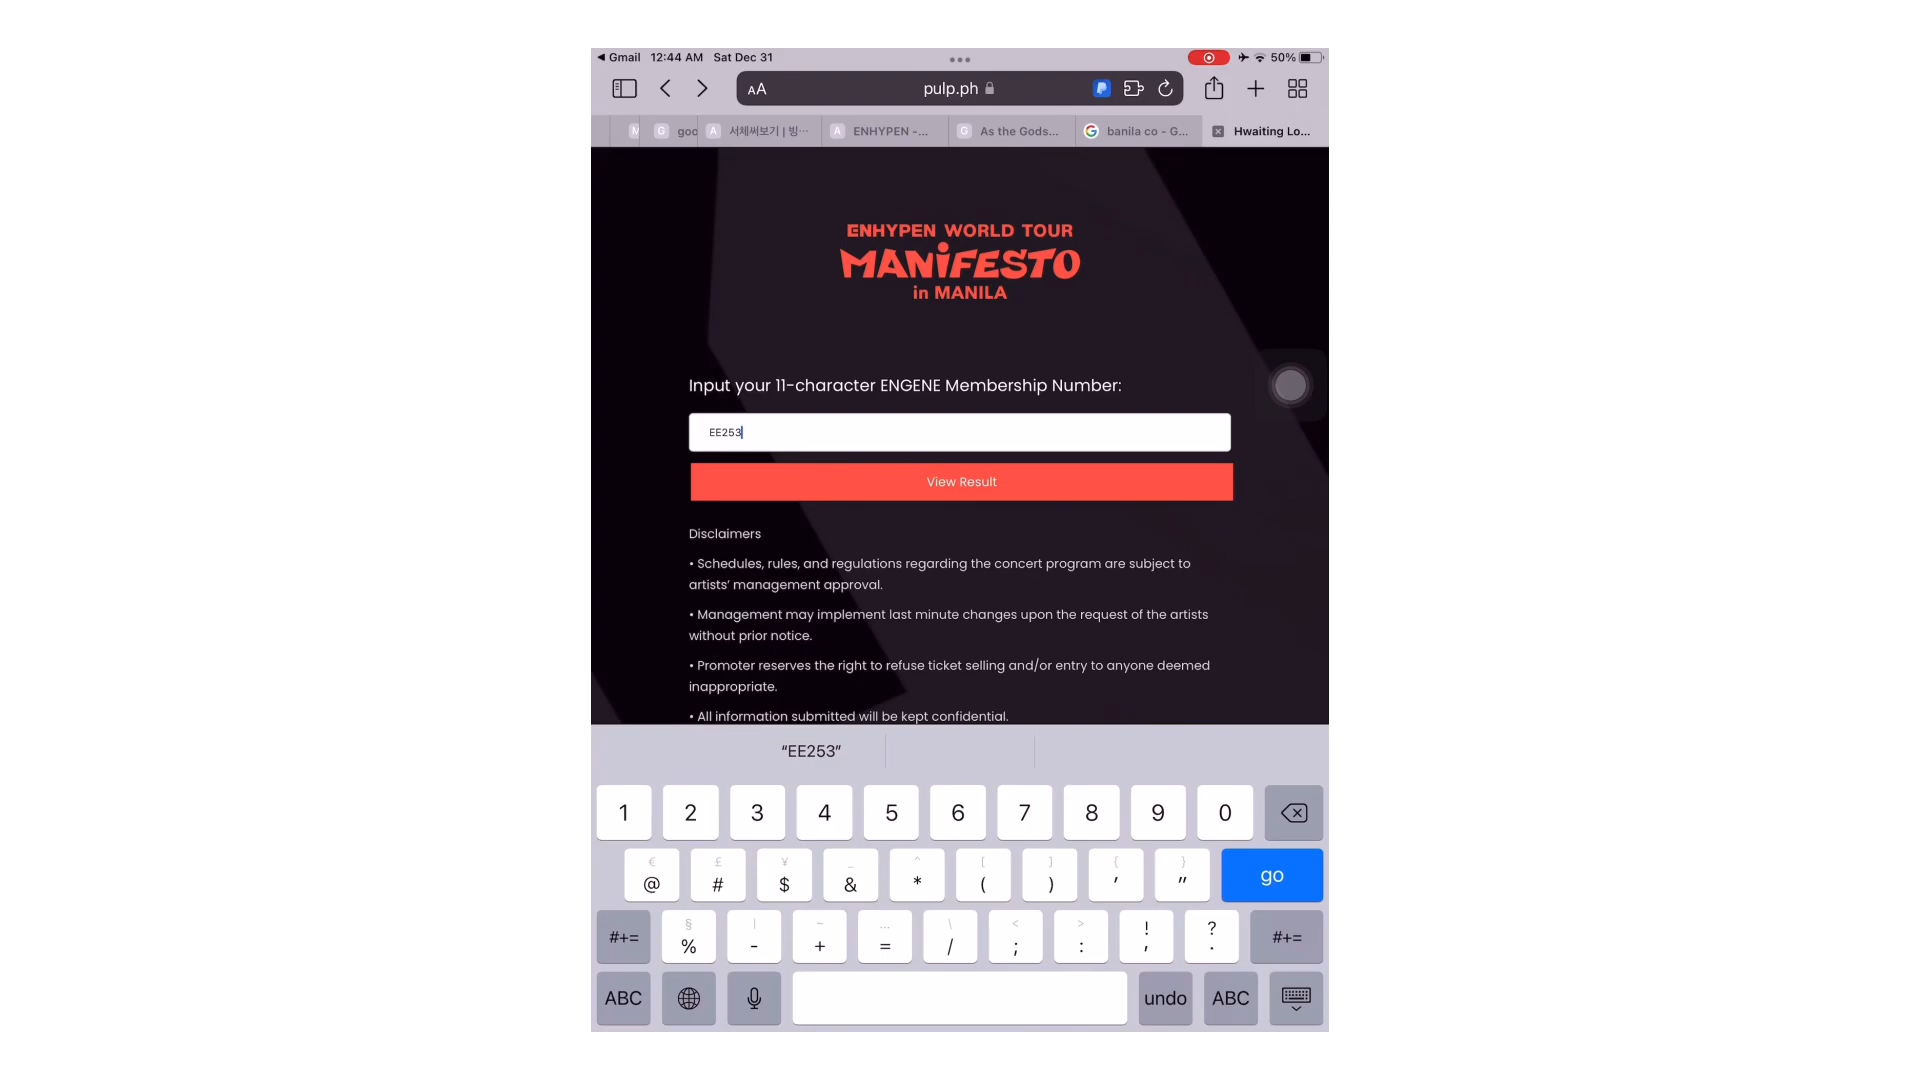 Gmail 12:44 AM Sat Dec 31 50%
AA pulp.ph
M G goo A 서체써보기 | 빙… A ENHYPEN -... G As the Gods... banila co - G... Hwaiting Lo...
ENHYPEN WORLD TOUR
MANiFESTO
in MANILA
Input your 11-character ENGENE Membership Number:
EE253
View Result
Disclaimers
• Schedules, rules, and regulations regarding the concert program are subject to
artists’ management approval.
• Management may implement last minute changes upon the request of the artists
without prior notice.
• Promoter reserves the right to refuse ticket selling and/or entry to anyone deemed
inappropriate.
• All information submitted will be kept confidential.
“EE253”
1 2 3 4 5 6 7 8 9 0
€ £ ¥ _ ^ [ ] { }
@ # $ & * ( ) ' " go
§ | ~ … \ < > ! ?
#+= % - + = / ; : , . #+=
ABC undo ABC